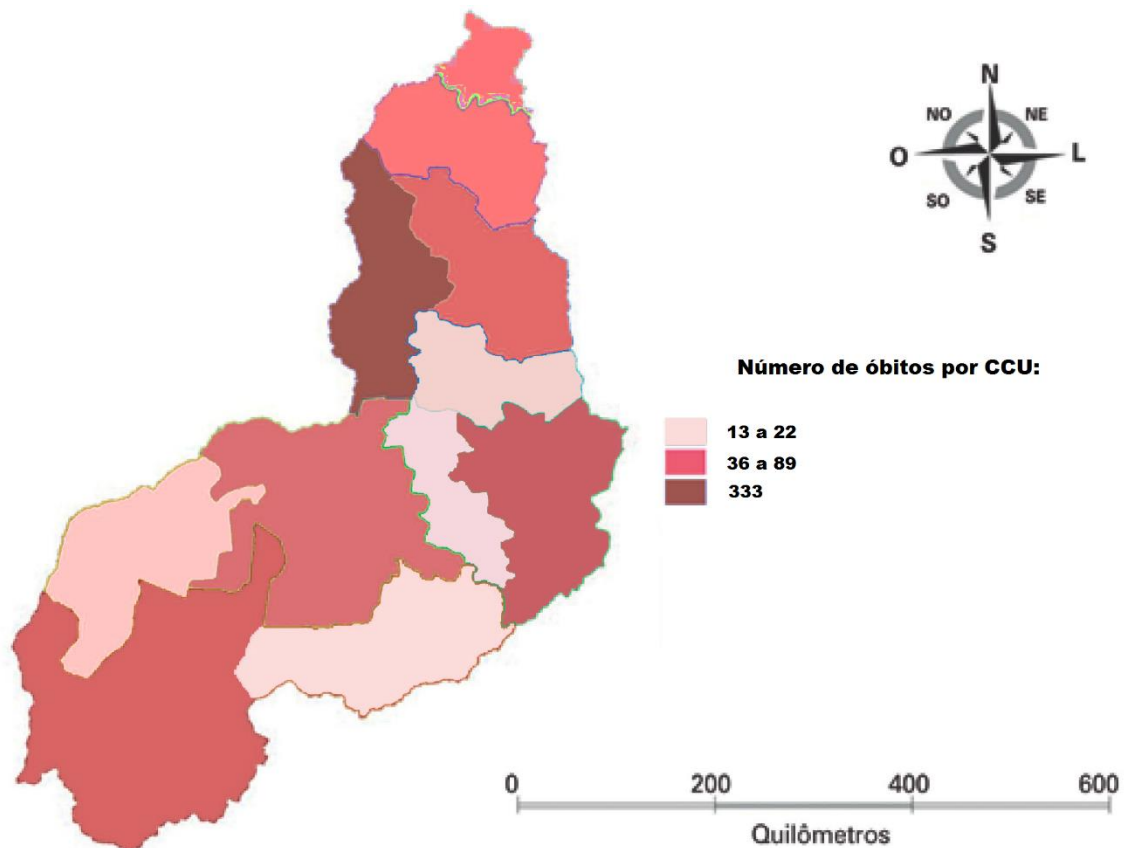 N
NO NE
O L
SO SE
S
Número de óbitos por CCU:
13 a 22
36 a 89
333
0 200 400 600
Quilômetros